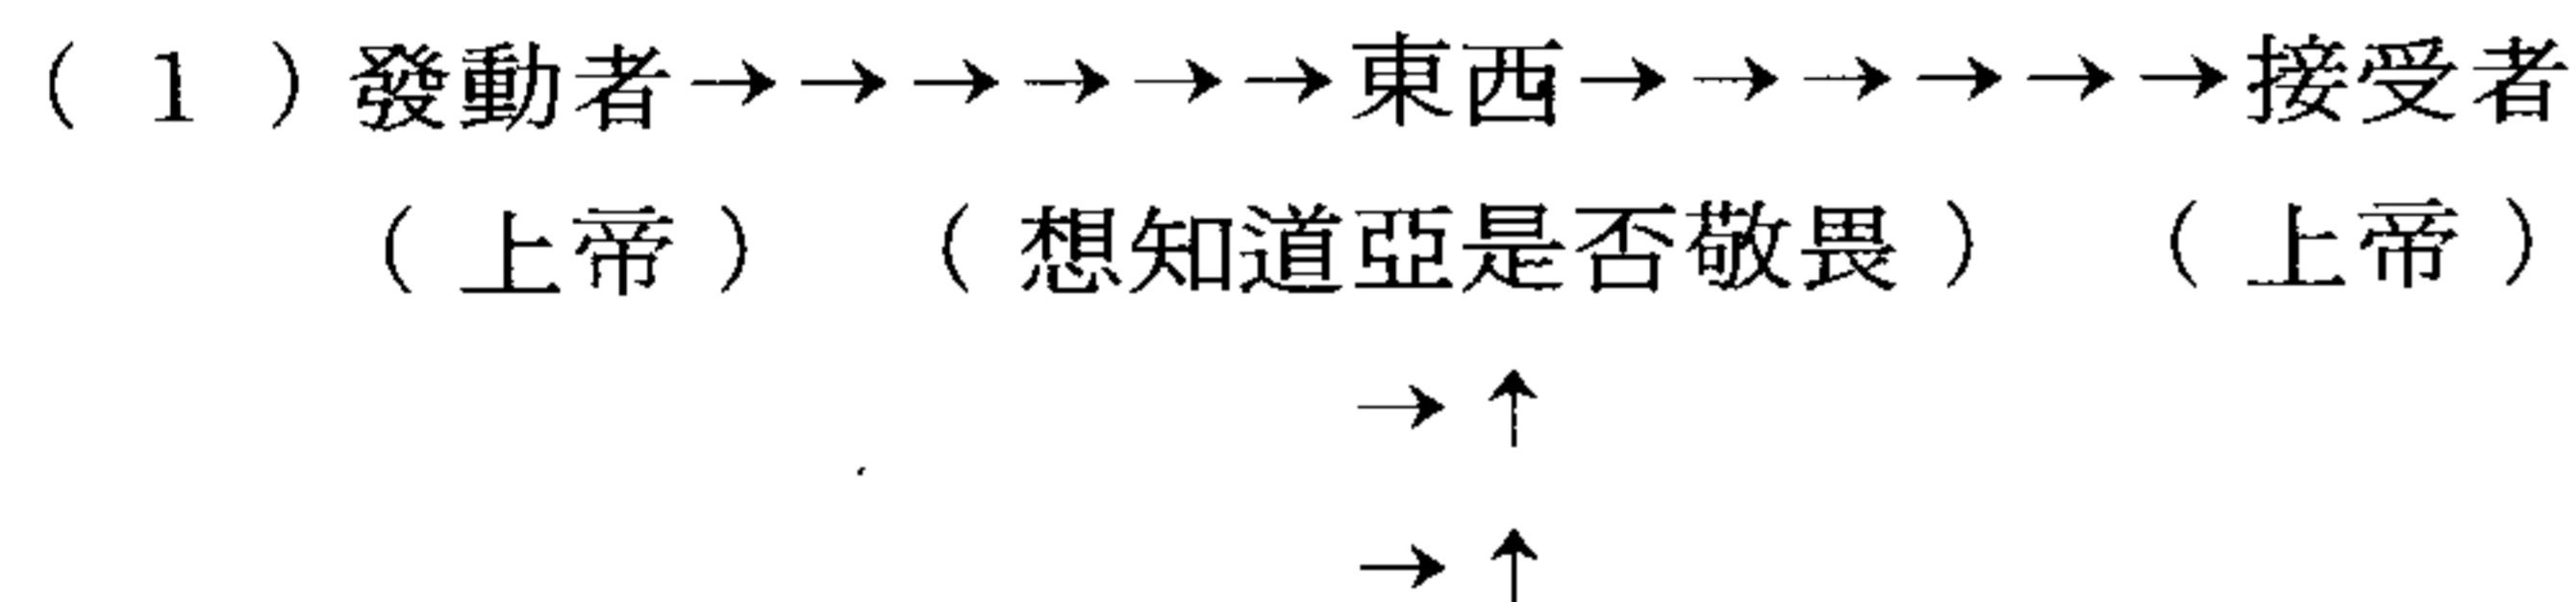 ( 1 ) 發動者→→→→→→東西→→→→→→接受者
( 上帝 ) ( 想知道亞是否敬畏 ) ( 上帝 )
→ ↑
→ ↑